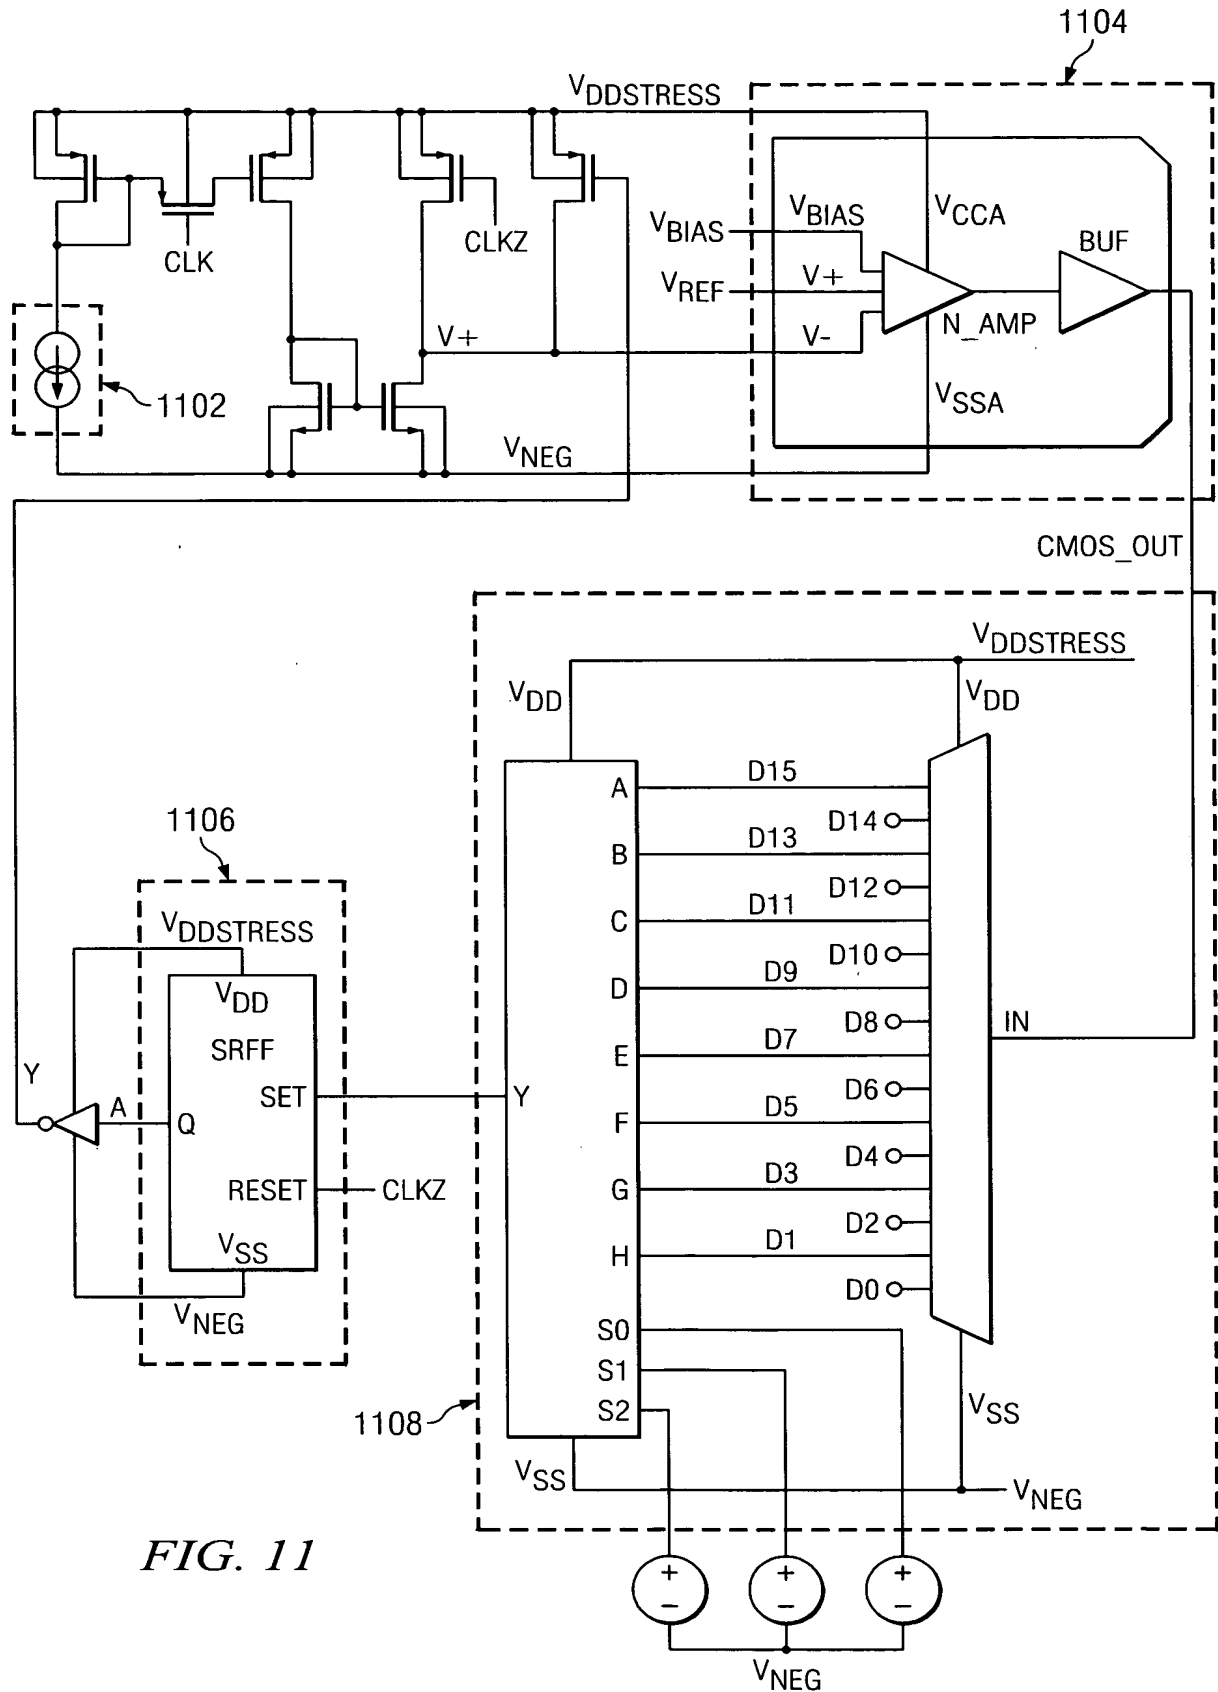 1104
VDDSTRESS
VBIAS
VCCA
BUF
CLK
CLKZ
VBIAS
VREF
V+
N_AMP
V+
V-
1102
VSSA
VNEG
CMOS_OUT
VDDSTRESS
VDD
VDD
A
D15
D14
1106
B
D13
D12
C
D11
VDDSTRESS
D10
D
D9
VDD
D8
IN
SRFF
E
D7
Y
D6
SET
Y
A
Q
F
D5
D4
RESET
CLKZ
G
D3
D2
VSS
H
D1
D0
VNEG
S0
S1
1108
S2
VSS
VSS
VNEG
FIG. 11
+
+
+
-
-
-
VNEG